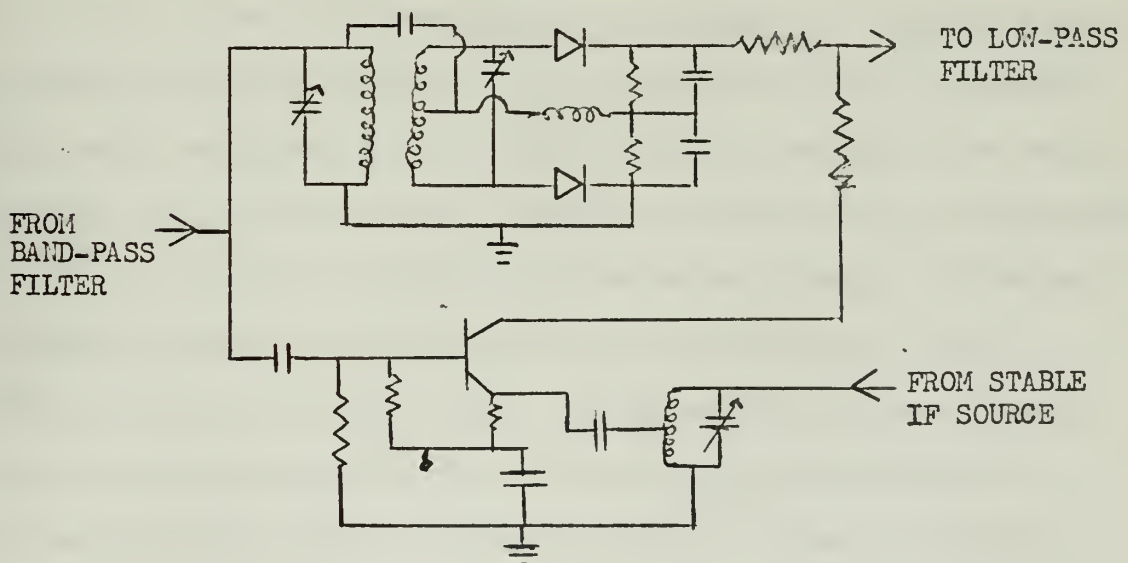 TO LOW-PASS
FILTER
FROM
BAND-PASS
FILTER
FROM STABLE
IF SOURCE